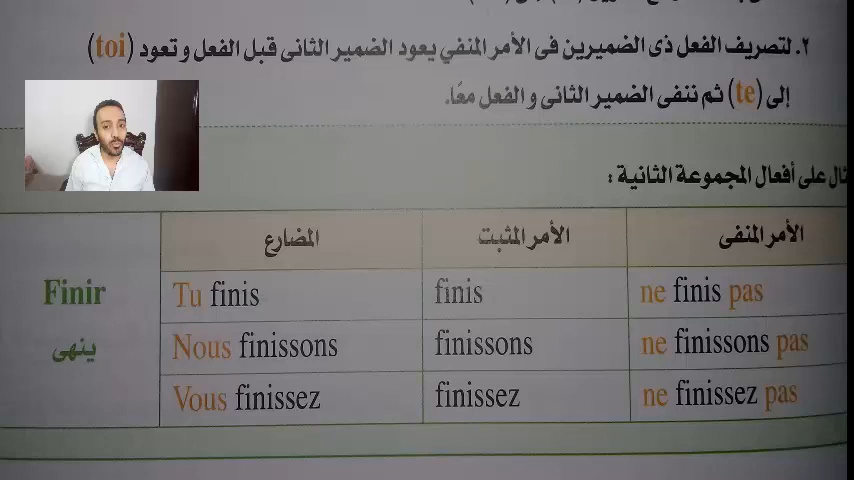 ٢. لتصريف الفعل ذى الضميرين فى الأمر المنفي يعود الضمير الثانى قبل الفعل و تعود (toi)
إلى (te) ثم ننفى الضمير الثانى و الفعل معًا.
على أفعال المجموعة الثانية :
المضارع الأمر المثبت الأمر المنفى
Finir
ينهى
Tu finis finis ne finis pas
Nous finissons finissons ne finissons pas
Vous finissez finissez ne finissez pas